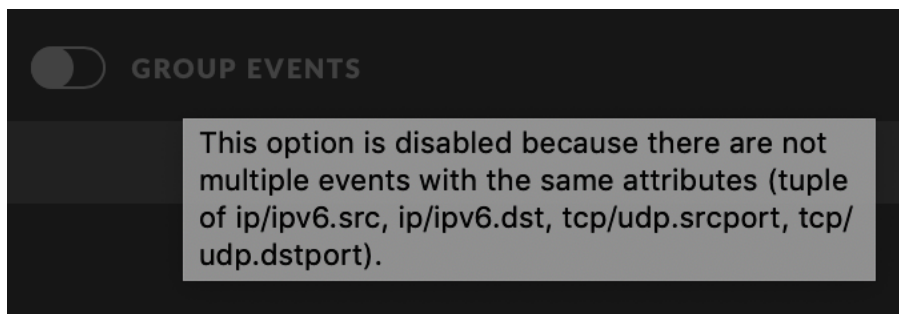 GROUP EVENTS
This option is disabled because there are not
multiple events with the same attributes (tuple
of ip/ipv6.src, ip/ipv6.dst, tcp/udp.srcport, tcp/
udp.dstport).